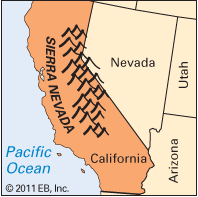 SIERRA NEVADA
Nevada
Utah
Pacific
Ocean
California
Arizona
© 2011 EB, Inc.